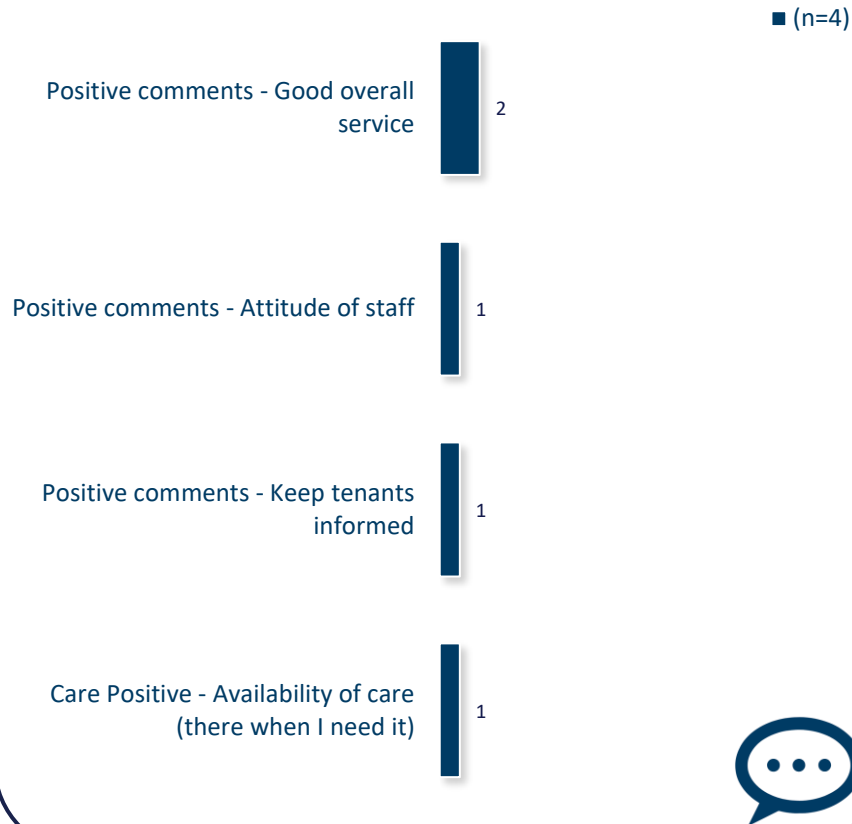 (n=4)
Positive comments - Good overall
service
2
Positive comments - Attitude of staff
1
Positive comments - Keep tenants
informed
1
Care Positive - Availability of care
(there when I need it)
1